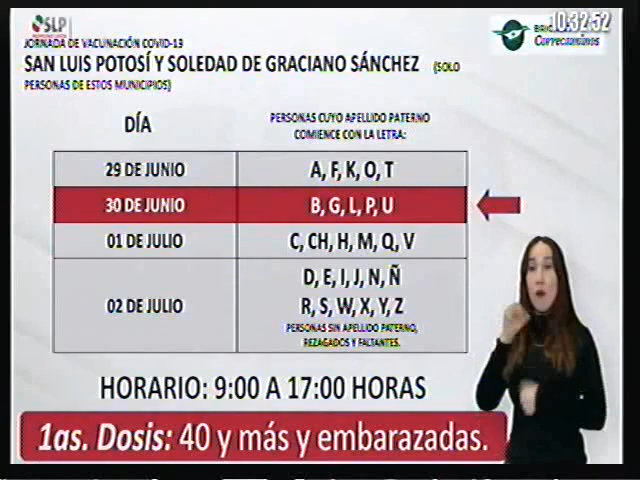 SLP
10:32:52
Correcaminos
JORNADA DE VACUNACIÓN COVID-19
SAN LUIS POTOSÍ Y SOLEDAD DE GRACIANO SÁNCHEZ (SOLO
PERSONAS DE ESTOS MUNICIPIOS)
DÍA
PERSONAS CUYO APELLIDO PATERNO
COMIENCE CON LA LETRA:
29 DE JUNIO
A, F, K, O, T
30 DE JUNIO
B, G, L, P, U
01 DE JULIO
C, CH, H, M, Q, V
02 DE JULIO
D, E, I, J, N, Ñ
R, S, W, X, Y, Z
PERSONAS SIN APELLIDO PATERNO,
REZAGADOS Y FALTANTES.
HORARIO: 9:00 A 17:00 HORAS
1as. Dosis: 40 y más y embarazadas.